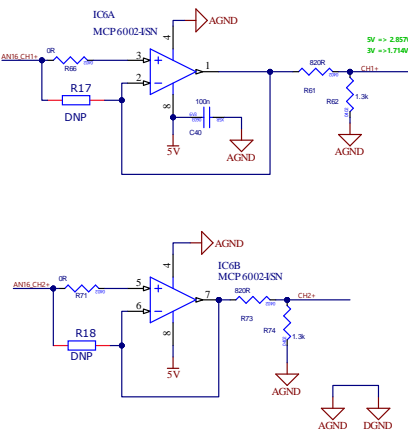 IC6A
MCP6002-I/SN
AGND
5V => 2.857V
3V =>1.714V
AN16_CH1+
0R
R66
4
3
2
1
820R
R61
CH1+
R17
DNP
8
100n
C40
R62
1.3k
AGND
AGND
5V
AGND
IC6B
MCP6002-I/SN
4
AN16_CH2+
0R
R71
5
6
7
820R
R73
CH2+
R18
DNP
8
R74
1.3k
5V
AGND
AGND
DGND